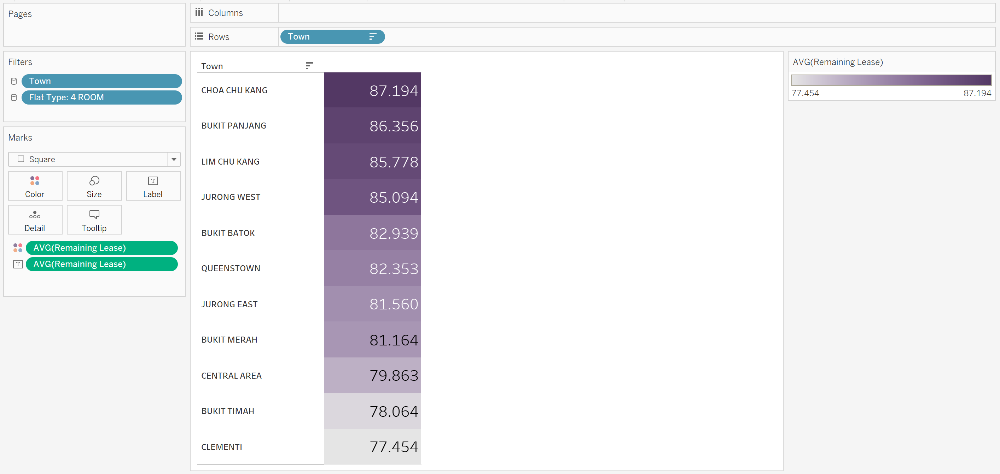 Pages
Columns
Rows
Town
Filters
Town
Flat Type: 4 ROOM
Marks
Square
Color
Size
Label
Detail
Tooltip
AVG(Remaining Lease)
AVG(Remaining Lease)
Town
CHOA CHU KANG 87.194
BUKIT PANJANG 86.356
LIM CHU KANG 85.778
JURONG WEST 85.094
BUKIT BATOK 82.939
QUEENSTOWN 82.353
JURONG EAST 81.560
BUKIT MERAH 81.164
CENTRAL AREA 79.863
BUKIT TIMAH 78.064
CLEMENTI 77.454
AVG(Remaining Lease)
77.454 87.194